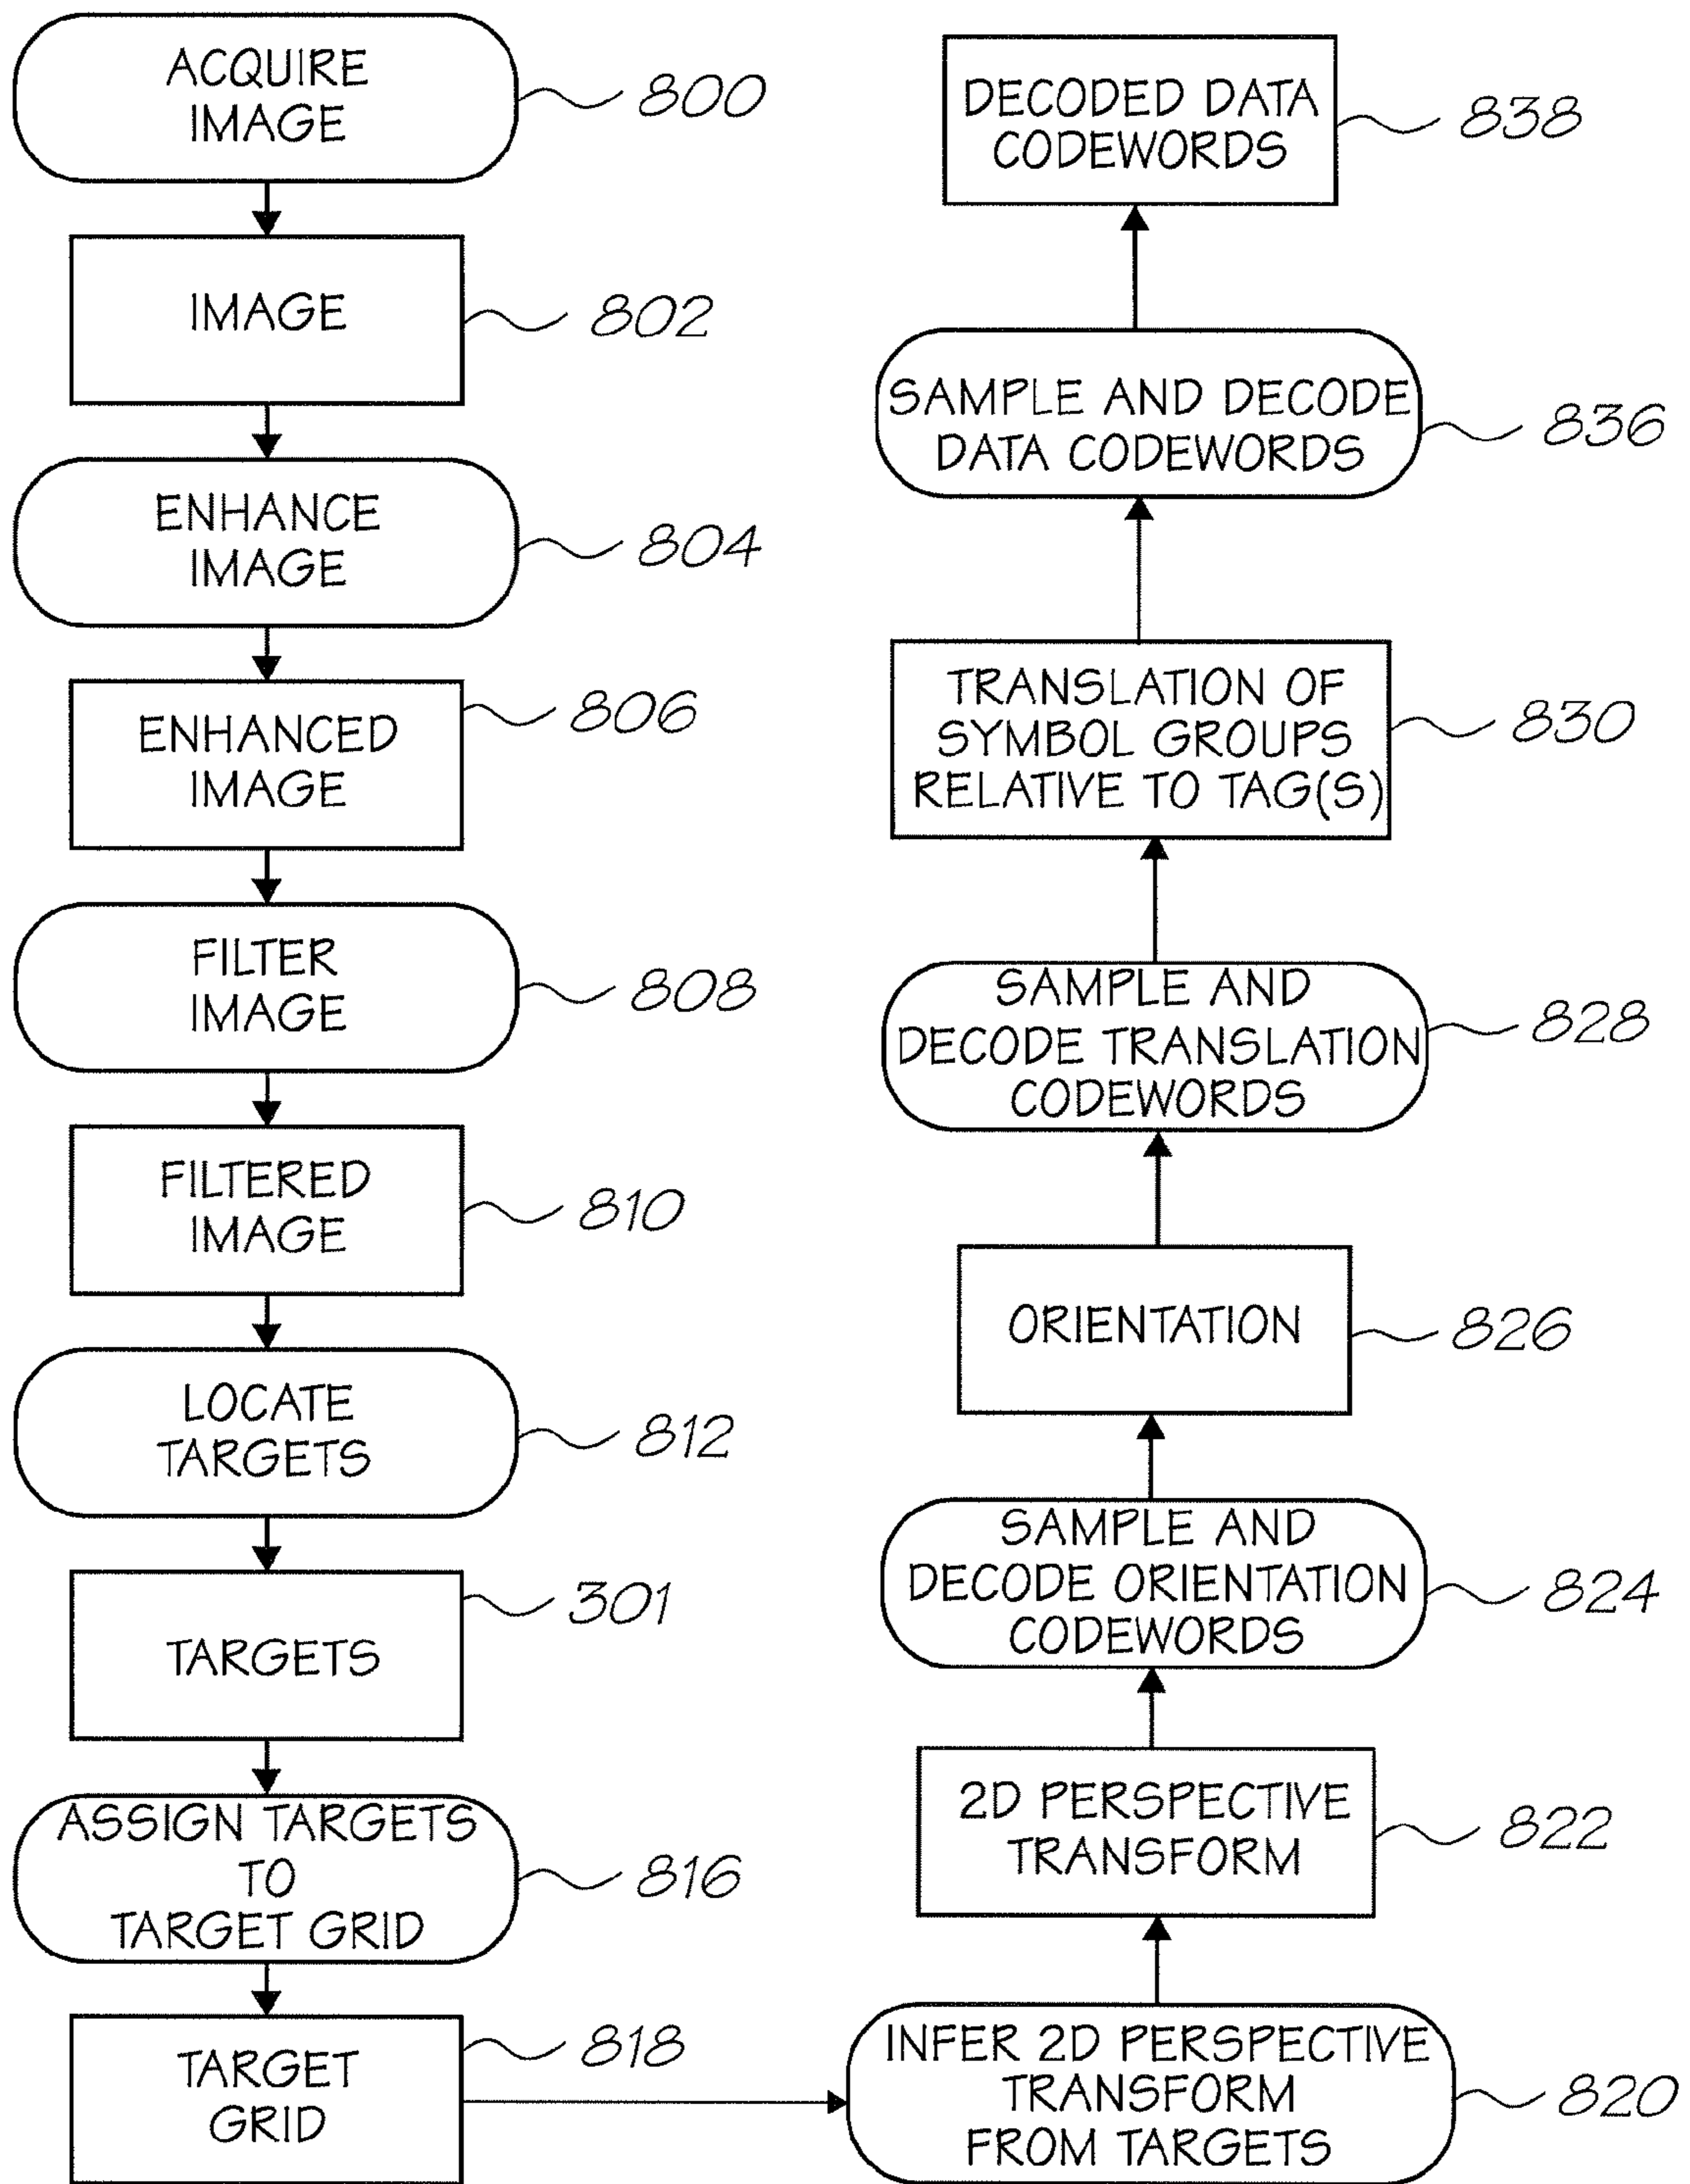 ACQUIRE
IMAGE
800
IMAGE
802
ENHANCE
IMAGE
804
ENHANCED
IMAGE
806
FILTER
IMAGE
808
FILTERED
IMAGE
810
LOCATE
TARGETS
812
TARGETS
301
ASSIGN TARGETS
TO
TARGET GRID
816
TARGET
GRID
818
INFER 2D PERSPECTIVE
TRANSFORM
FROM TARGETS
820
2D PERSPECTIVE
TRANSFORM
822
SAMPLE AND
DECODE ORIENTATION
CODEWORDS
824
ORIENTATION
826
SAMPLE AND
DECODE TRANSLATION
CODEWORDS
828
TRANSLATION OF
SYMBOL GROUPS
RELATIVE TO TAG(S)
830
SAMPLE AND DECODE
DATA CODEWORDS
836
DECODED DATA
CODEWORDS
838